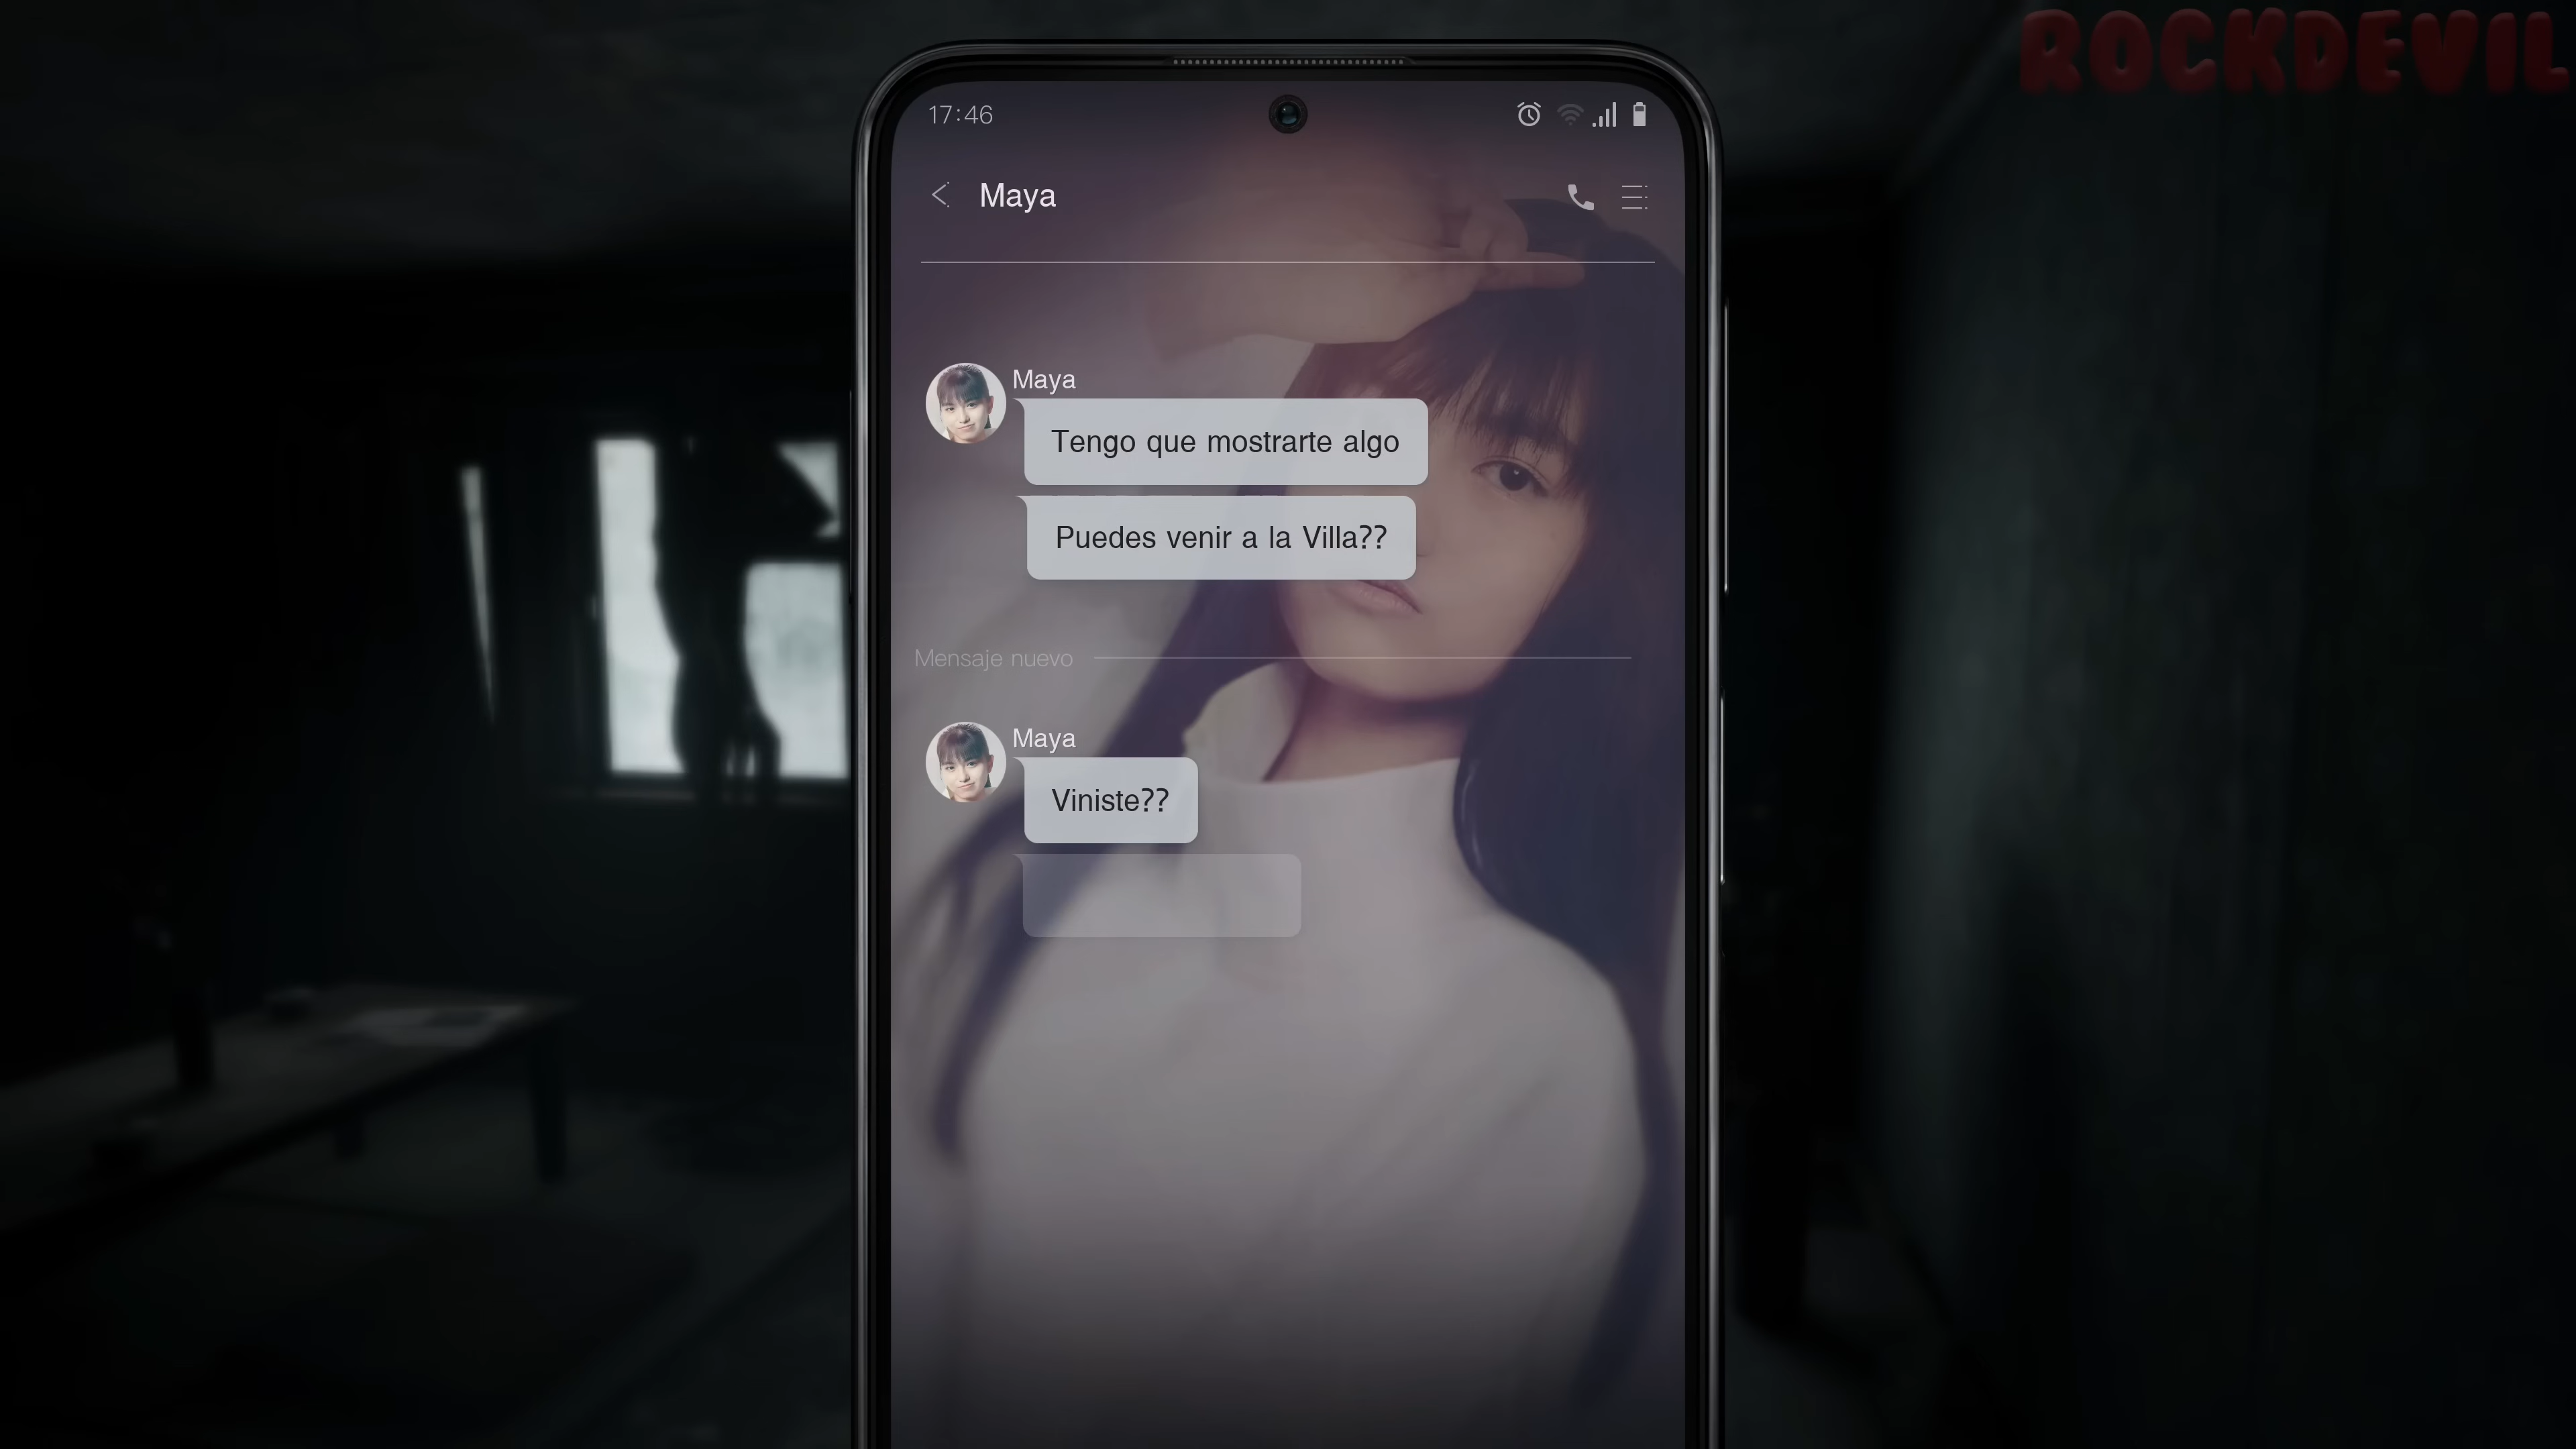 ROCKDEVIL
17:46
Maya
Maya
Tengo que mostrarte algo
Puedes venir a la Villa??
Mensaje nuevo
Maya
Viniste??